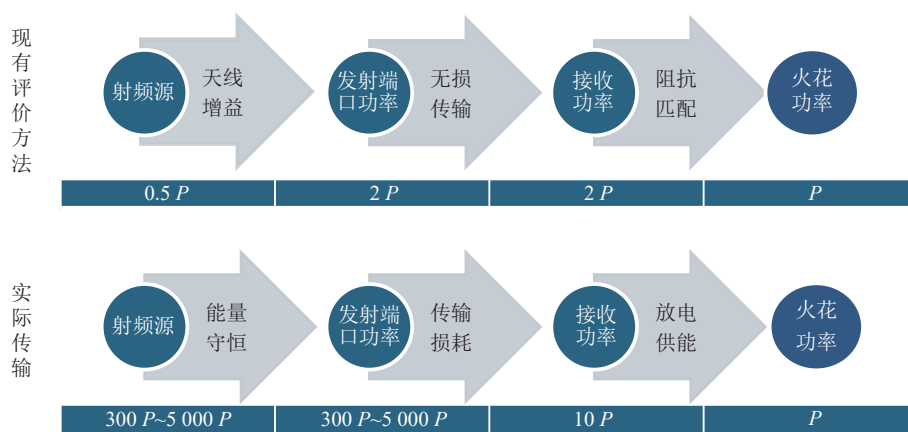 现有评价方法
射频源
天线
增益
发射端
口功率
无损
传输
接收
功率
阻抗
匹配
火花
功率
0.5 P
2 P
2 P
P
实际传输
射频源
能量
守恒
发射端
口功率
传输
损耗
接收
功率
放电
供能
火花
功率
300 P~5 000 P
300 P~5 000 P
10 P
P